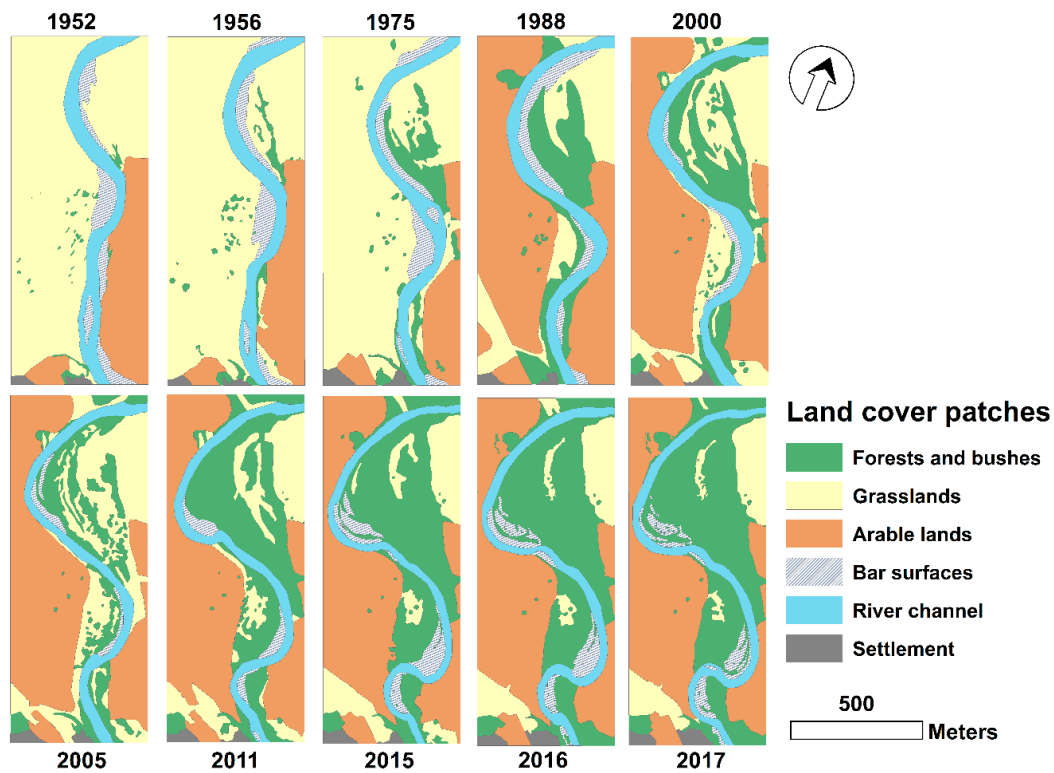 1952 1956 1975 1988 2000
Land cover patches
Forests and bushes
Grasslands
Arable lands
Bar surfaces
River channel
Settlement
500
Meters
2005 2011 2015 2016 2017